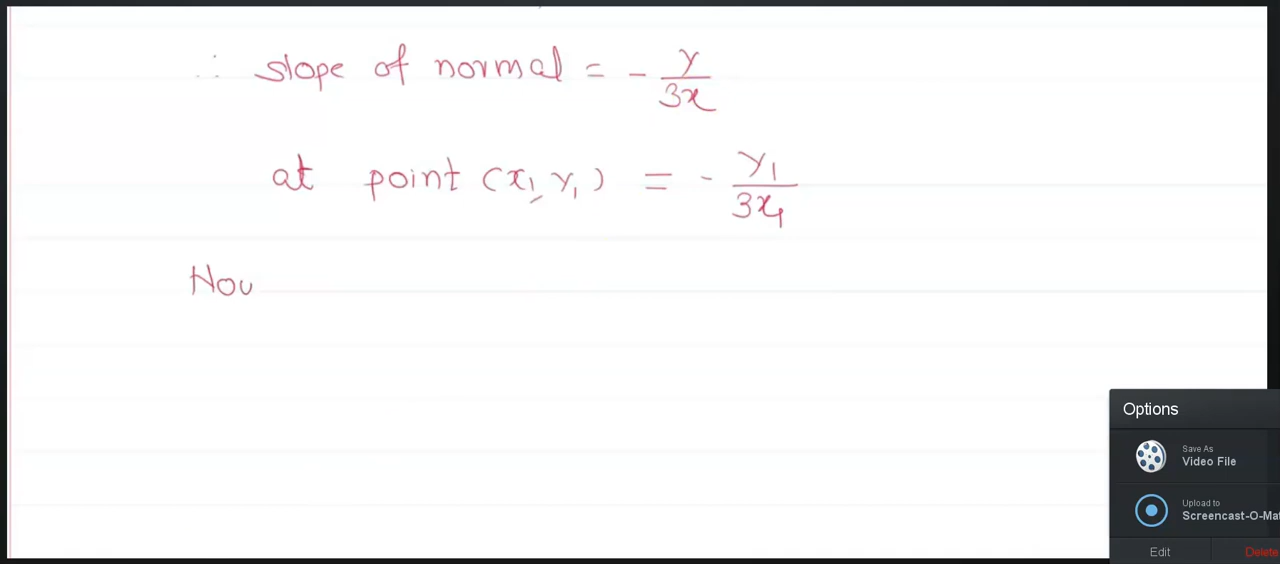 ∴ slope of normal = - y/3x
at point (x₁, y₁) = - y₁/3x₁
Nou
Options
Save As
Video File
Upload to
Screencast-O-Mat
Edit
Delete